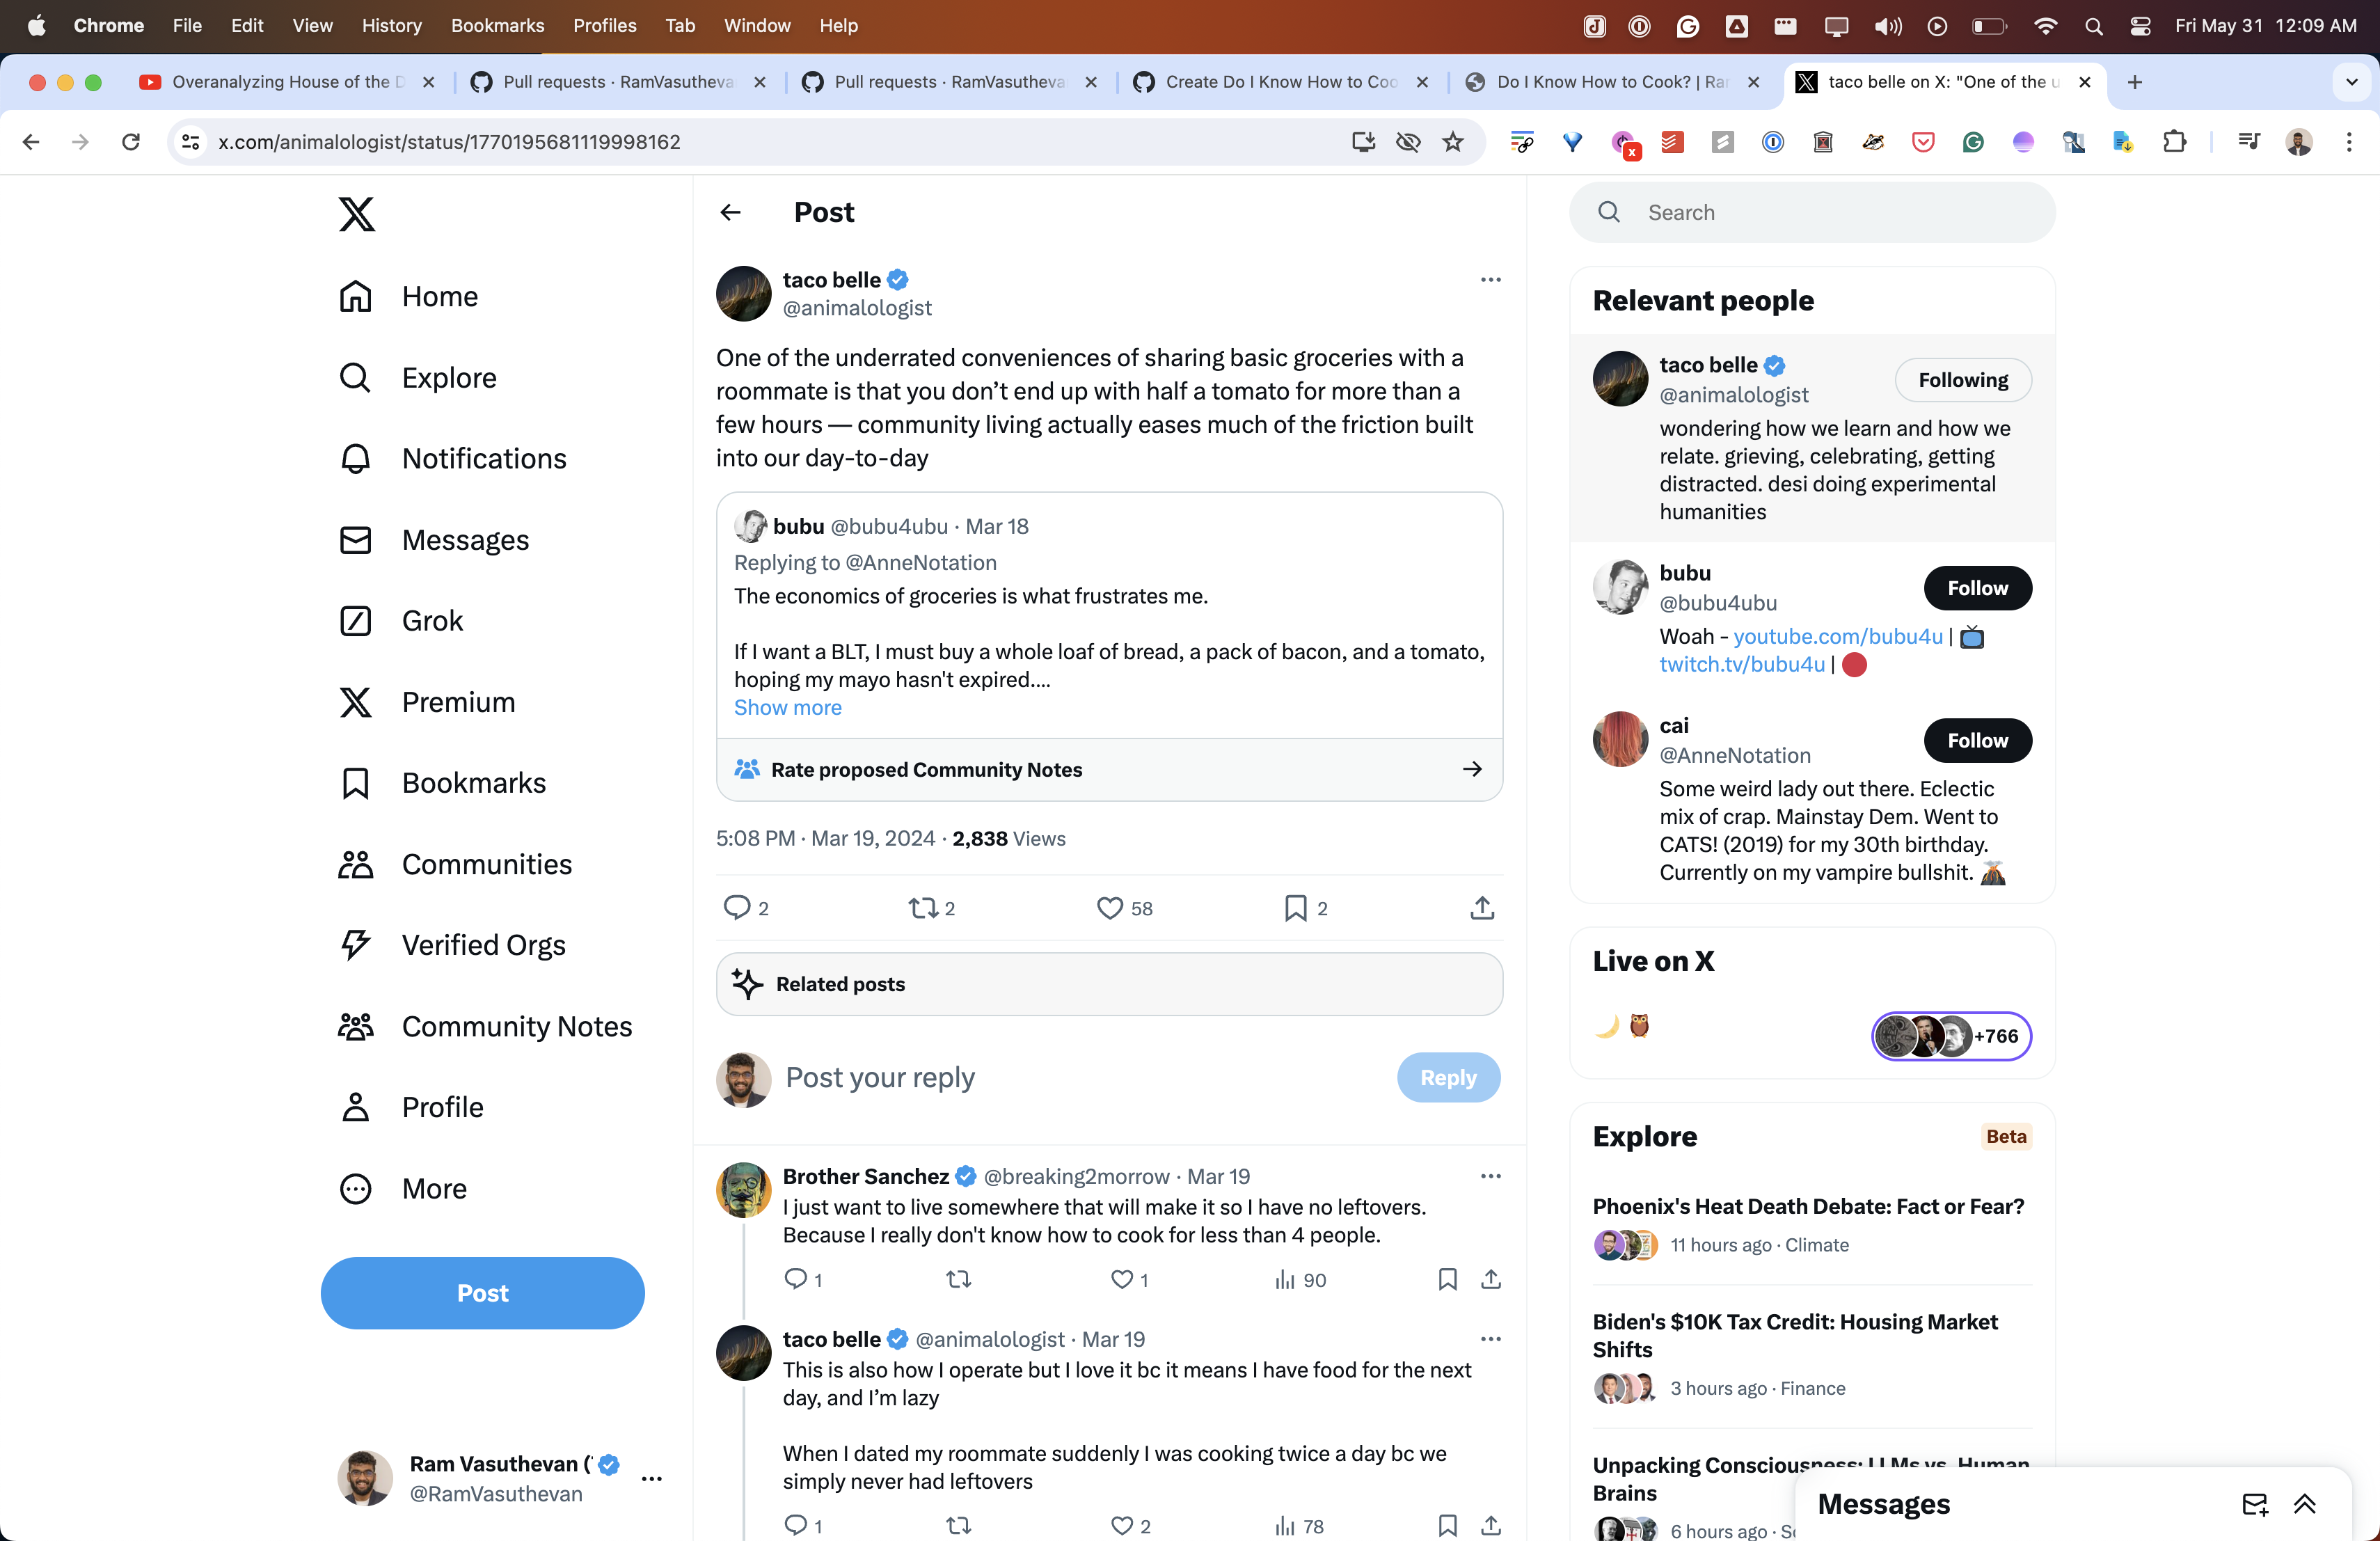 Chrome File Edit View History Bookmarks Profiles Tab Window Help Fri May 31 12:09 AM
Overanalyzing House of the D
Pull requests · RamVasutheva
Pull requests · RamVasutheva
Create Do I Know How to Coo
Do I Know How to Cook? | Ra
taco belle on X: "One of the u
x.com/animalologist/status/1770195681119998162
Home
Explore
Notifications
Messages
Grok
Premium
Bookmarks
Communities
Verified Orgs
Community Notes
Profile
More
Post
Ram Vasuthevan (
@RamVasuthevan
Post
taco belle
@animalologist
One of the underrated conveniences of sharing basic groceries with a
roommate is that you don’t end up with half a tomato for more than a
few hours — community living actually eases much of the friction built
into our day-to-day
bubu @bubu4ubu · Mar 18
Replying to @AnneNotation
The economics of groceries is what frustrates me.
If I want a BLT, I must buy a whole loaf of bread, a pack of bacon, and a tomato,
hoping my mayo hasn't expired....
Show more
Rate proposed Community Notes
5:08 PM · Mar 19, 2024 · 2,838 Views
2 2 58 2
Related posts
Post your reply
Reply
Brother Sanchez @breaking2morrow · Mar 19
I just want to live somewhere that will make it so I have no leftovers.
Because I really don't know how to cook for less than 4 people.
1 1 90
taco belle @animalologist · Mar 19
This is also how I operate but I love it bc it means I have food for the next
day, and I’m lazy
When I dated my roommate suddenly I was cooking twice a day bc we
simply never had leftovers
1 2 78
Search
Relevant people
taco belle
@animalologist
Following
wondering how we learn and how we
relate. grieving, celebrating, getting
distracted. desi doing experimental
humanities
bubu
@bubu4ubu
Follow
Woah - youtube.com/bubu4u |
twitch.tv/bubu4u |
cai
@AnneNotation
Follow
Some weird lady out there. Eclectic
mix of crap. Mainstay Dem. Went to
CATS! (2019) for my 30th birthday.
Currently on my vampire bullshit.
Live on X
+766
Explore
Beta
Phoenix's Heat Death Debate: Fact or Fear?
11 hours ago · Climate
Biden's $10K Tax Credit: Housing Market
Shifts
3 hours ago · Finance
Unpacking Consciousness: LLMs vs. Human
Brains
6 hours ago ·
Messages